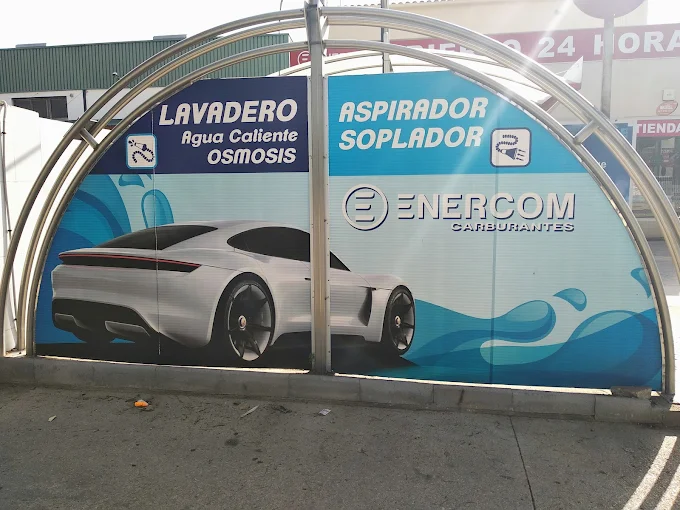 24 HORA
TIENDA
LAVADERO
Agua Caliente
OSMOSIS
ASPIRADOR
SOPLADOR
ENERCOM
CARBURANTES